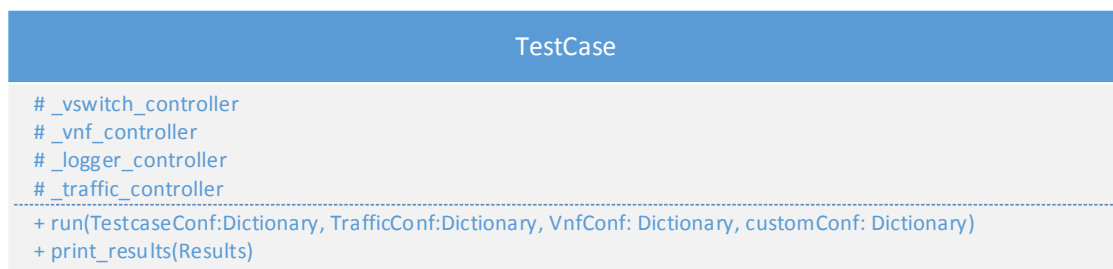 TestCase
# _vswitch_controller
# _vnf_controller
# _logger_controller
# _traffic_controller
+ run(TestcaseConf:Dictionary, TrafficConf:Dictionary, VnfConf: Dictionary, customConf: Dictionary)
+ print_results(Results)